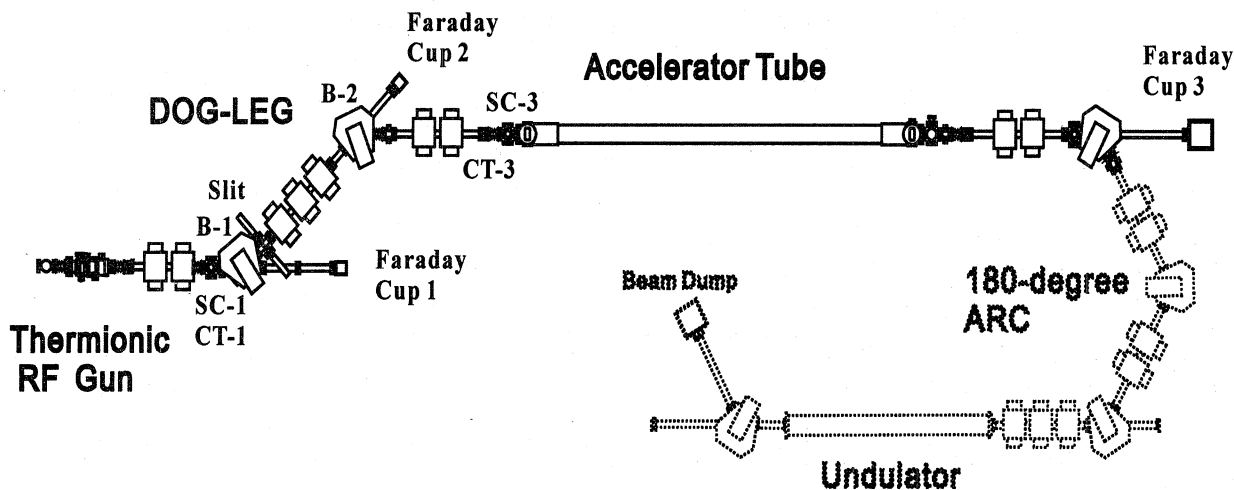 Faraday
Cup 2
Accelerator Tube
Faraday
Cup 3
B-2
SC-3
DOG-LEG
CT-3
Slit
B-1
Faraday
Cup 1
Beam Dump
180-degree
ARC
SC-1
CT-1
Thermionic
RF Gun
Undulator